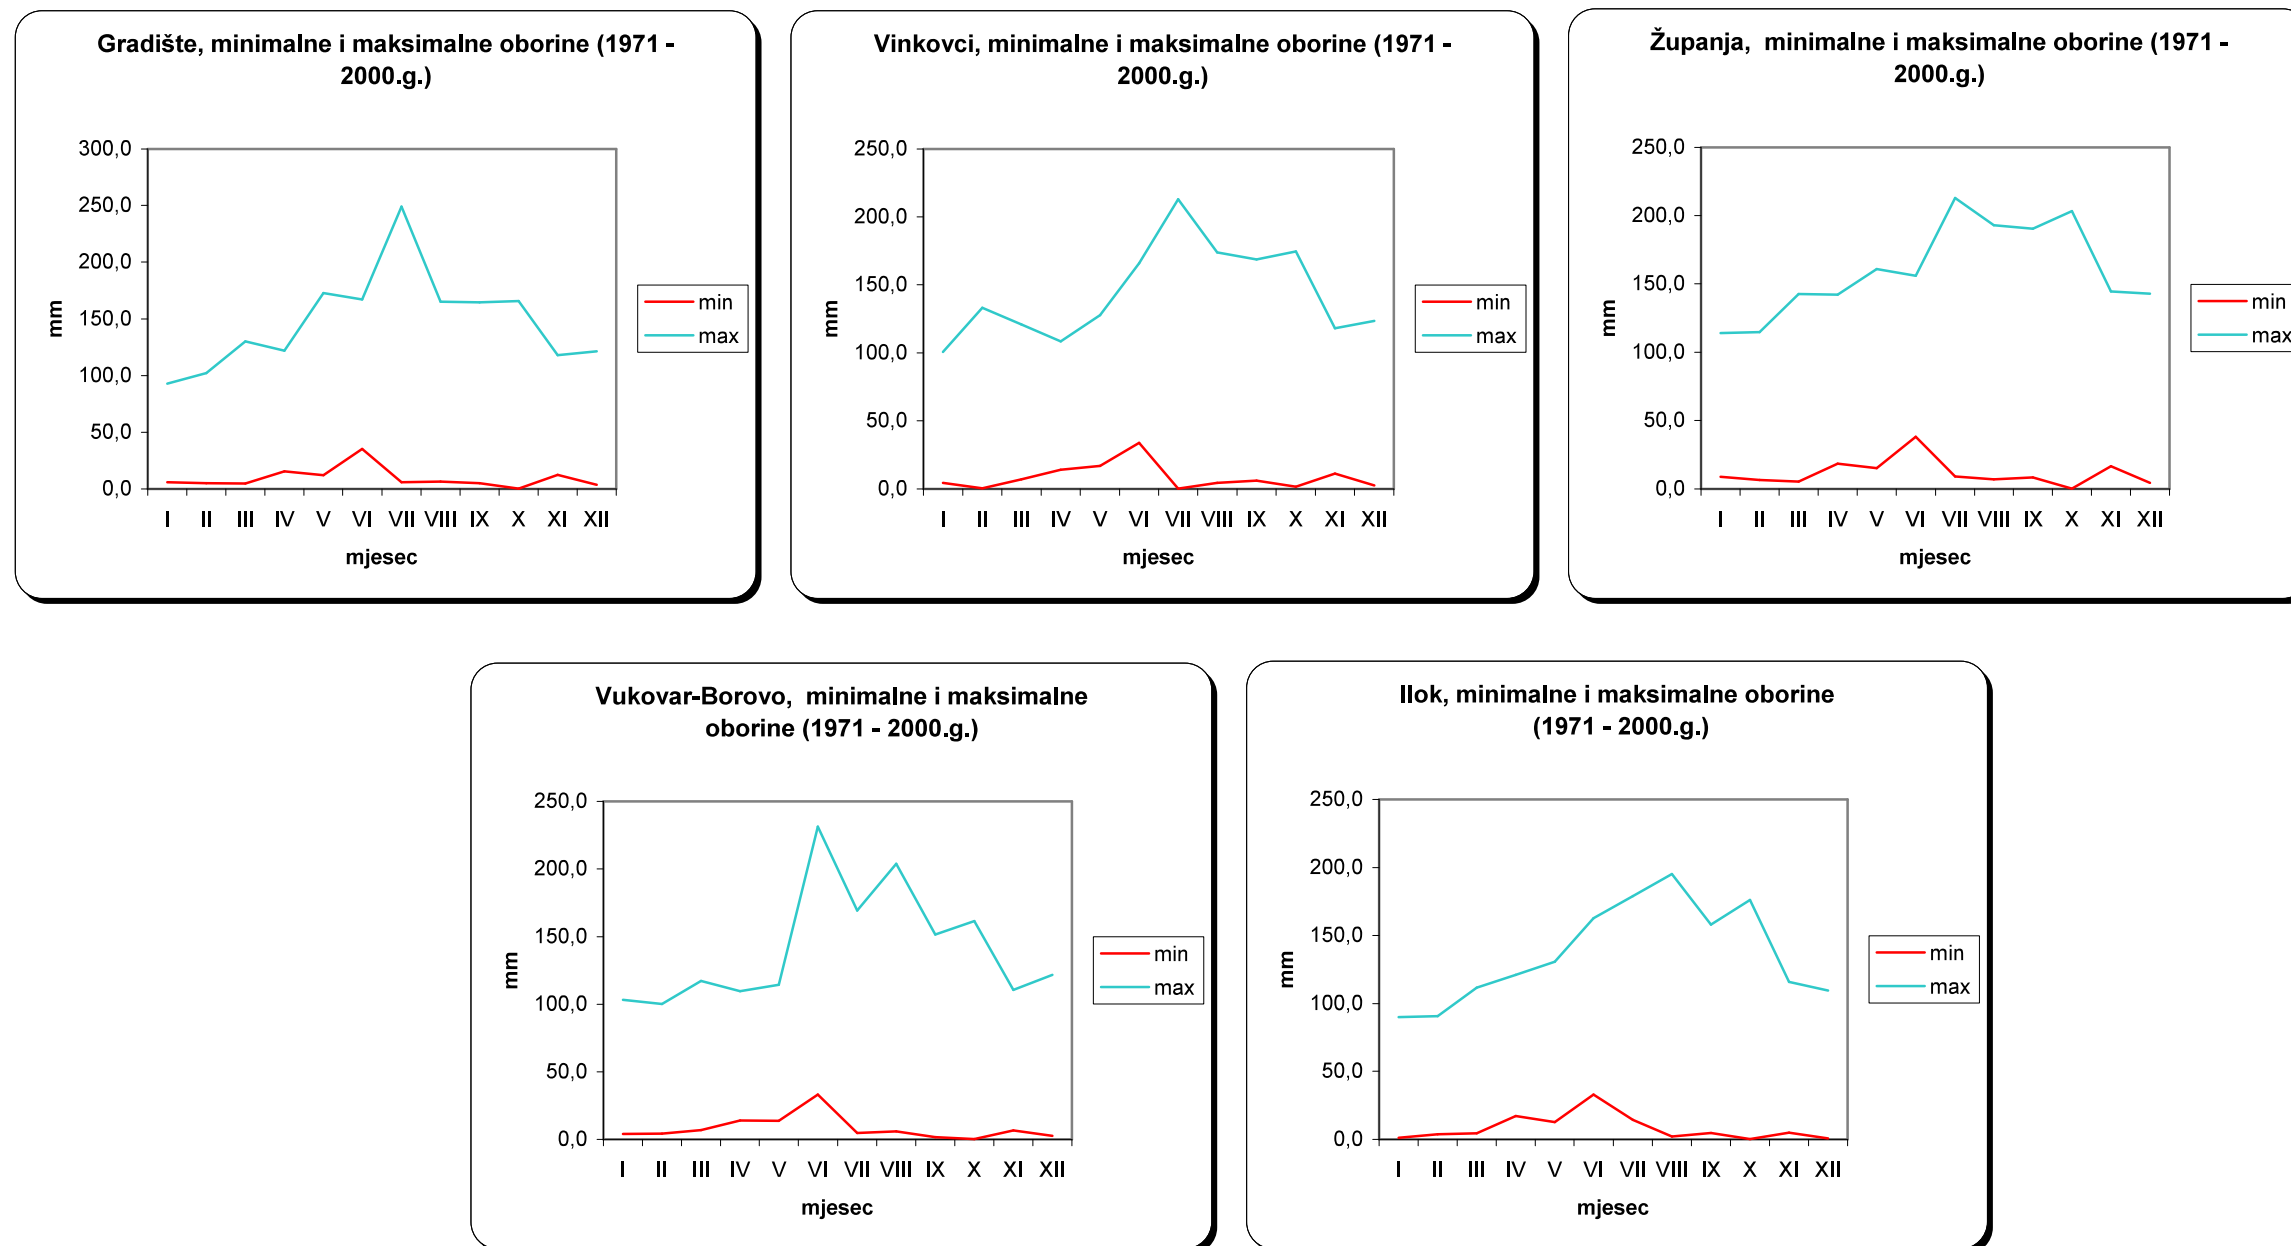 Gradište, minimalne i maksimalne oborine (1971 -
2000.g.)
300,0
250,0
200,0
150,0
100,0
50,0
0,0
mm
I II III IV V VI VII VIII IX X XI XII
mjesec
min
max
Vinkovci, minimalne i maksimalne oborine (1971 -
2000.g.)
250,0
200,0
150,0
100,0
50,0
0,0
mm
I II III IV V VI VII VIII IX X XI XII
mjesec
min
max
Županja, minimalne i maksimalne oborine (1971 -
2000.g.)
250,0
200,0
150,0
100,0
50,0
0,0
mm
I II III IV V VI VII VIII IX X XI XII
mjesec
min
max
Vukovar-Borovo, minimalne i maksimalne
oborine (1971 - 2000.g.)
250,0
200,0
150,0
100,0
50,0
0,0
mm
I II III IV V VI VII VIII IX X XI XII
mjesec
min
max
Ilok, minimalne i maksimalne oborine
(1971 - 2000.g.)
250,0
200,0
150,0
100,0
50,0
0,0
mm
I II III IV V VI VII VIII IX X XI XII
mjesec
min
max